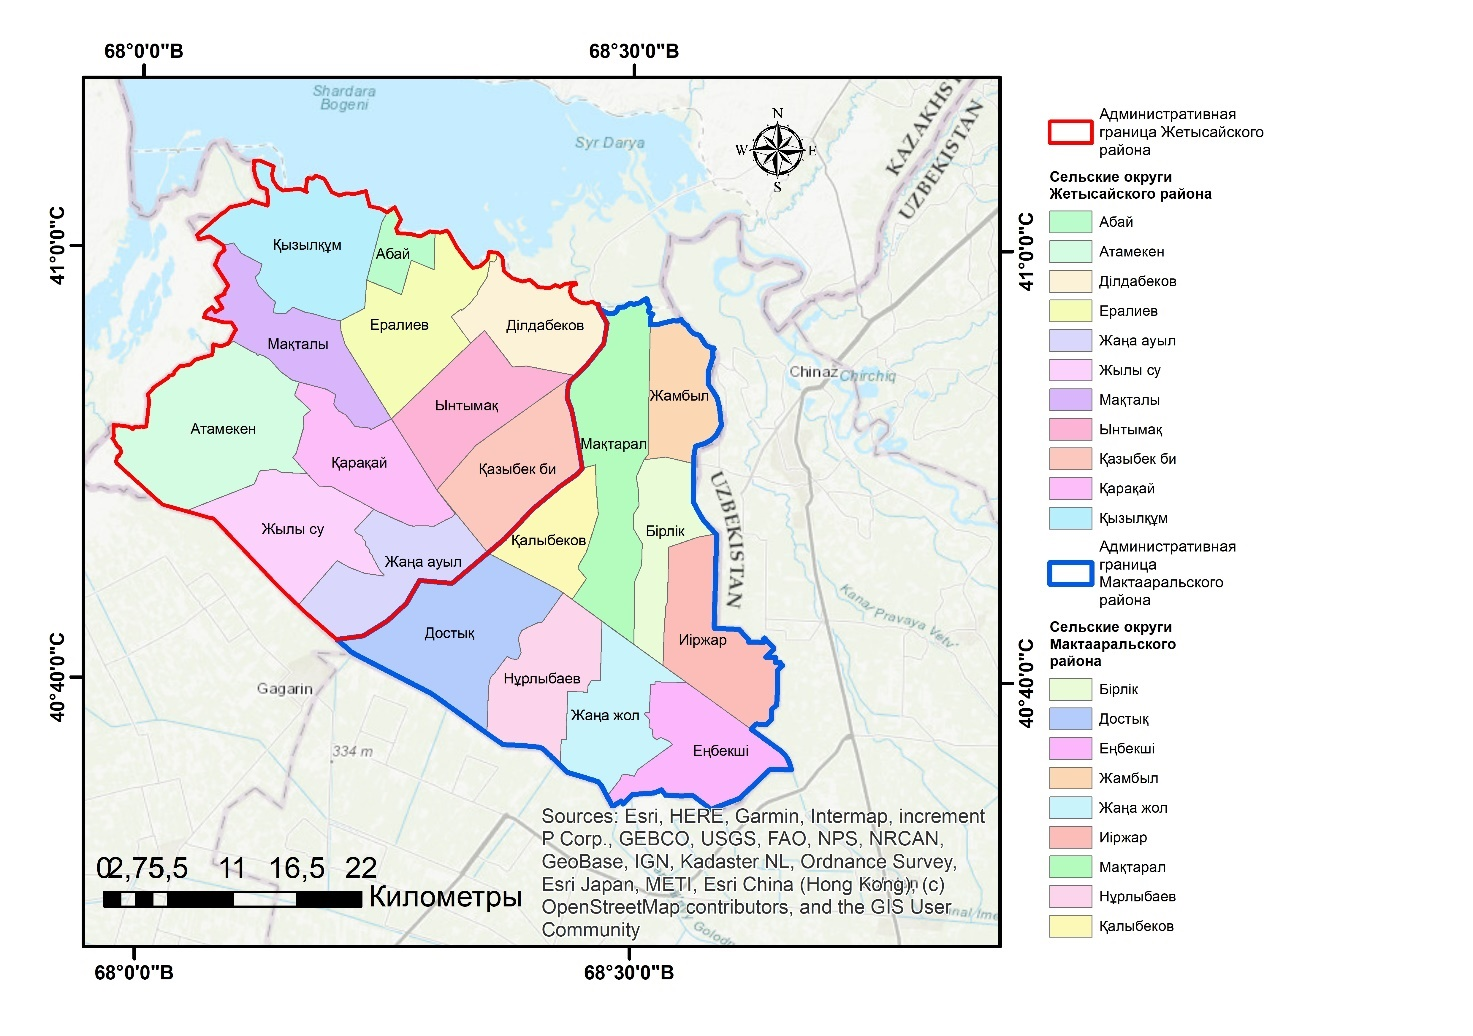 68°0'0"В
68°30'0"В
Shardara
Bogeni
Syr Darya
N
W
E
S
KAZAKHST
UZBEKISTAN
41°0'0"С
41°0'0"С
Қызылқұм
Абай
Ералиев
Ділдабеков
Мақталы
Chinaz
Chirchiq
Жамбыл
Ынтымақ
Атамекен
Мақтарал
Қарақай
Қазыбек би
UZBEKISTAN
Жылы су
Бірлік
Қалыбеков
Жаңа ауыл
Kanar Pravaya Vetv'
Достық
Иіржар
40°40'0"С
40°40'0"С
Нұрлыбаев
Gagarin
Жаңа жол
334 m
Еңбекші
Sources: Esri, HERE, Garmin, Intermap, increment
P Corp., GEBCO, USGS, FAO, NPS, NRCAN,
GeoBase, IGN, Kadaster NL, Ordnance Survey,
Esri Japan, METI, Esri China (Hong Kong), (c)
OpenStreetMap contributors, and the GIS User
Community
0 2,75 5,5 11 16,5 22
Километры
68°0'0"В
68°30'0"В
Административная
граница Жетысайского
района
Сельские округи
Жетысайского района
Абай
Атамекен
Ділдабеков
Ералиев
Жаңа ауыл
Жылы су
Мақталы
Ынтымақ
Қазыбек би
Қарақай
Қызылқұм
Административная
граница
Мактааральского
района
Сельские округи
Мактааральского
района
Бірлік
Достық
Еңбекші
Жамбыл
Жаңа жол
Иіржар
Мақтарал
Нұрлыбаев
Қалыбеков